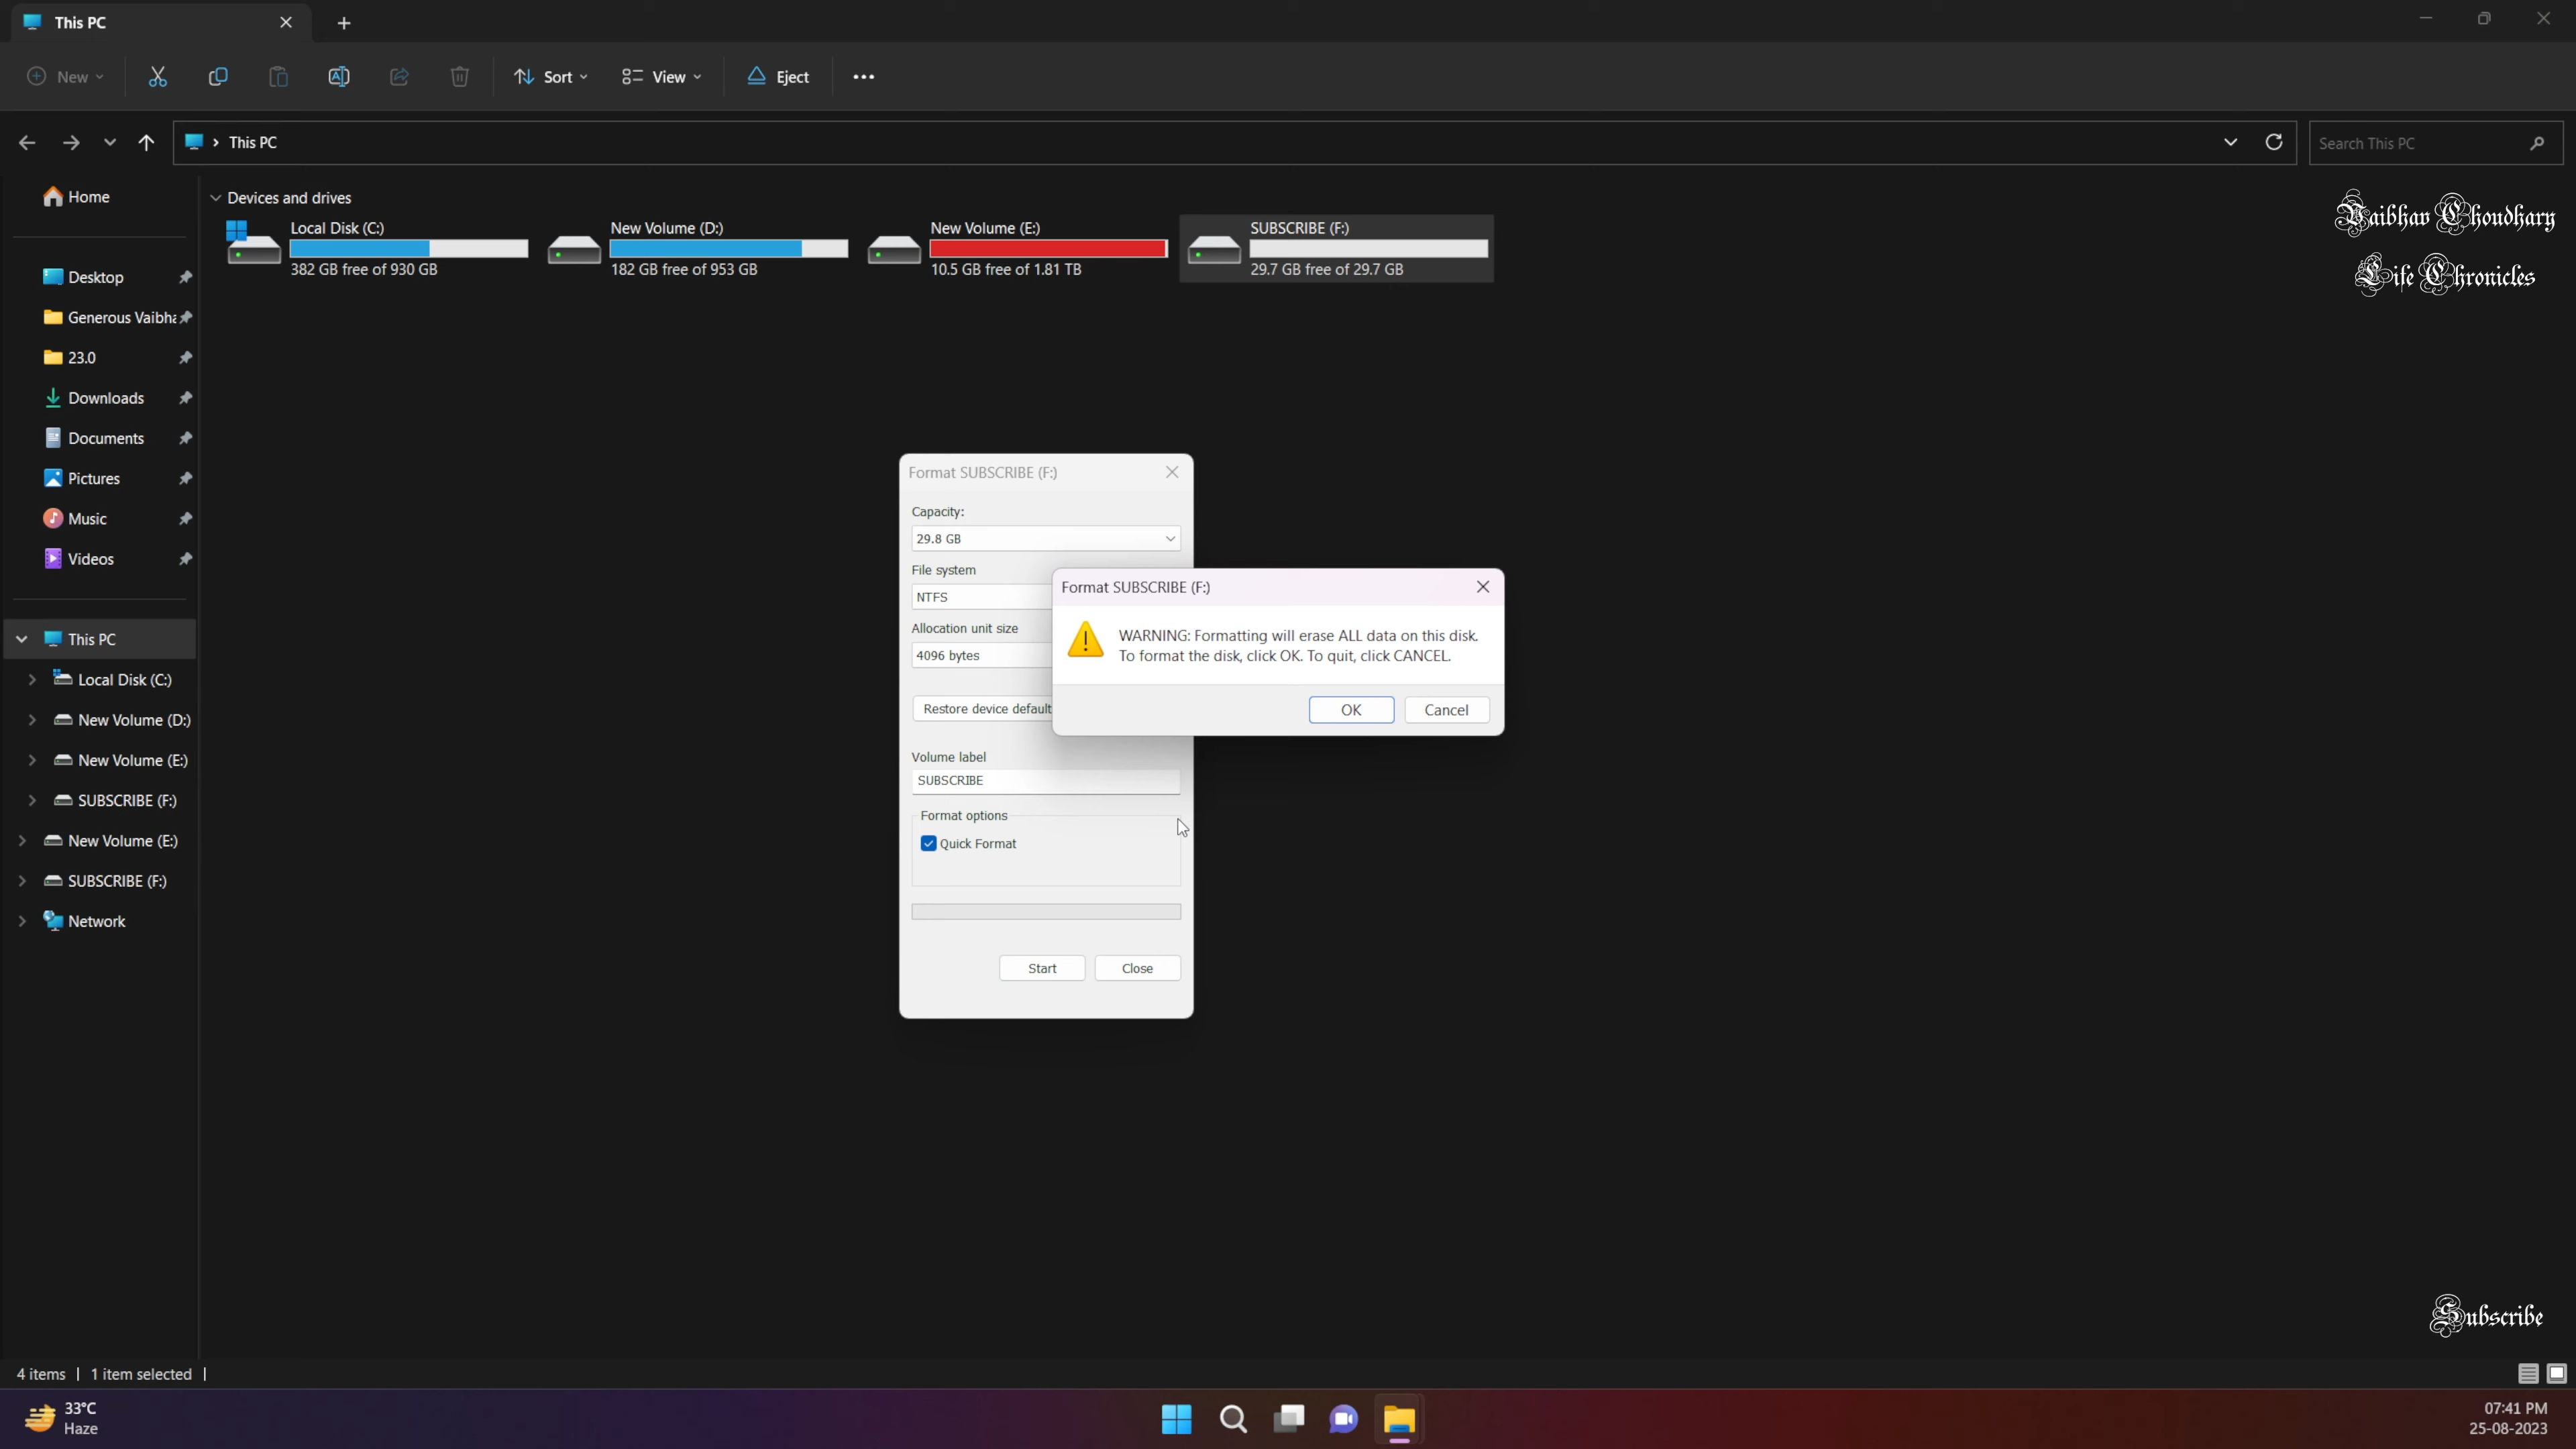 This PC
New
Sort
View
Eject
This PC
Search This PC
Home
Desktop
Generous Vaibha
23.0
Downloads
Documents
Pictures
Music
Videos
This PC
Local Disk (C:)
New Volume (D:)
New Volume (E:)
SUBSCRIBE (F:)
New Volume (E:)
SUBSCRIBE (F:)
Network
Devices and drives
Local Disk (C:)
382 GB free of 930 GB
New Volume (D:)
182 GB free of 953 GB
New Volume (E:)
10.5 GB free of 1.81 TB
SUBSCRIBE (F:)
29.7 GB free of 29.7 GB
Vaibhav Choudhary
Life Chronicles
Format SUBSCRIBE (F:)
Capacity:
29.8 GB
File system
NTFS
Allocation unit size
4096 bytes
Restore device default
Volume label
SUBSCRIBE
Format options
Quick Format
Start
Close
Format SUBSCRIBE (F:)
WARNING: Formatting will erase ALL data on this disk.
To format the disk, click OK. To quit, click CANCEL.
OK
Cancel
Subscribe
4 items
1 item selected
33°C
Haze
07:41 PM
25-08-2023